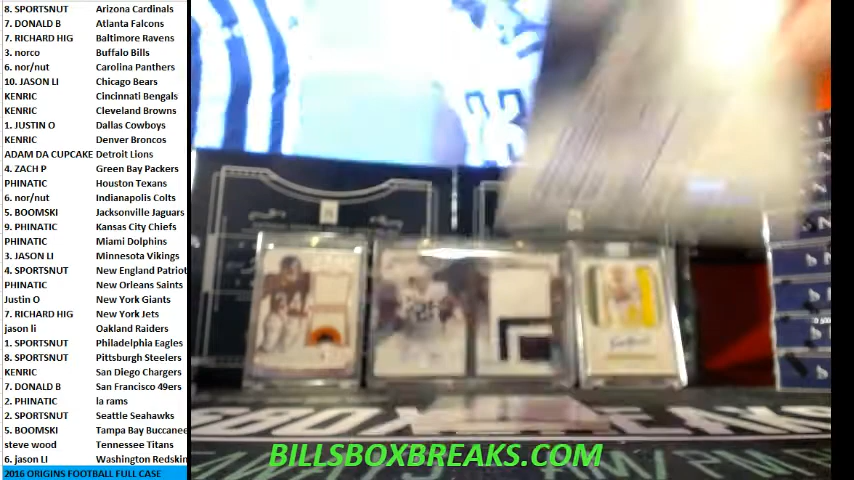 8. SPORTSNUT Arizona Cardinals
7. DONALD B Atlanta Falcons
7. RICHARD HIG Baltimore Ravens
3. norco Buffalo Bills
6. nor/nut Carolina Panthers
10. JASON LI Chicago Bears
KENRIC Cincinnati Bengals
KENRIC Cleveland Browns
1. JUSTIN O Dallas Cowboys
KENRIC Denver Broncos
ADAM DA CUPCAKE Detroit Lions
4. ZACH P Green Bay Packers
PHINATIC Houston Texans
6. nor/nut Indianapolis Colts
5. BOOMSKI Jacksonville Jaguars
9. PHINATIC Kansas City Chiefs
PHINATIC Miami Dolphins
3. JASON LI Minnesota Vikings
4. SPORTSNUT New England Patriot
PHINATIC New Orleans Saints
Justin O New York Giants
7. RICHARD HIG New York Jets
jason li Oakland Raiders
1. SPORTSNUT Philadelphia Eagles
8. SPORTSNUT Pittsburgh Steelers
KENRIC San Diego Chargers
7. DONALD B San Francisco 49ers
2. PHINATIC la rams
2. SPORTSNUT Seattle Seahawks
5. BOOMSKI Tampa Bay Buccanee
steve wood Tennessee Titans
6. jason LI Washington Redskin
2016 ORIGINS FOOTBALL FULL CASE
BILLSBOXBREAKS.COM